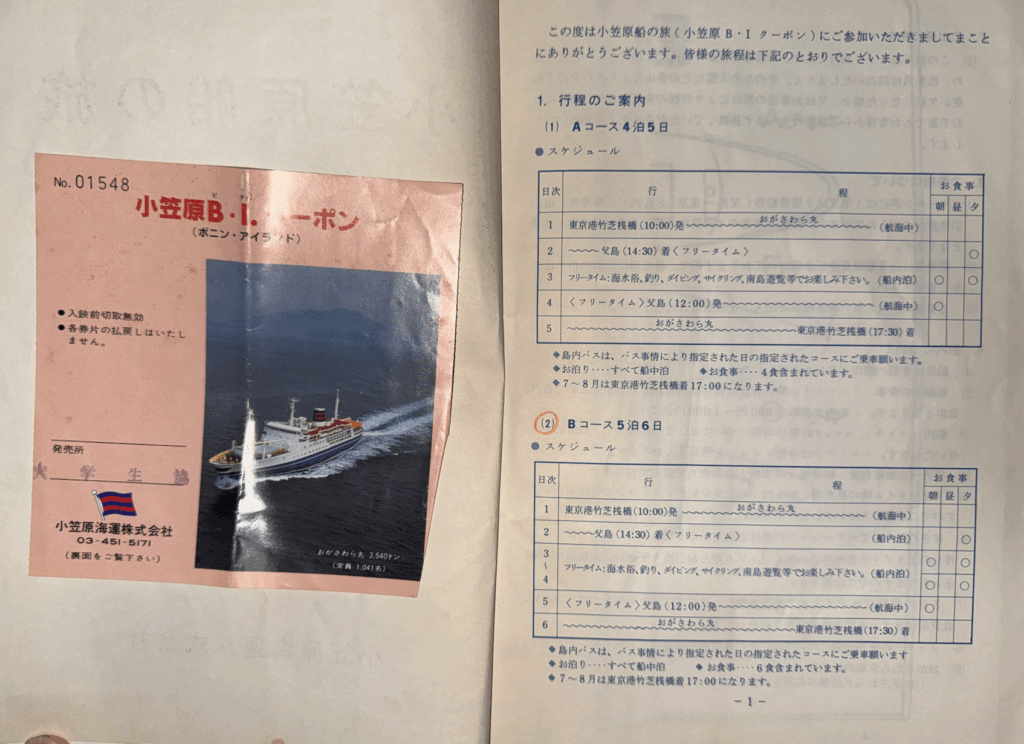 No.01548
小笠原B・I.クーポン
(ボニン・アイランド)
●入鋏前切取無効
●各券片の払戻しはいたし
ません。
発売所
大学生協
小笠原海運株式会社
03-451-5171
(裏面をご覧下さい)
おがさわら丸 3,540トン
(定員 1,041名)
この度は小笠原船の旅(小笠原B・Iクーポン)にご参加いただきましてまこと
にありがとうございます。皆様の旅程は下記のとおりでございます。
1. 行程のご案内
(1) Aコース4泊5日
●スケジュール
日次 行程 お食事
朝 昼 夕
1 東京港竹芝桟橋(10:00)発 〜〜〜おがさわら丸〜〜〜 (航海中)
2 〜〜〜父島(14:30)着〈フリータイム〉 ○
3 フリータイム:海水浴、釣り、ダイビング、サイクリング、南島遊覧等でお楽しみ下さい。(船内泊) ○ ○
4 〈フリータイム〉父島(12:00)発〜〜〜(航海中) ○
5 〜〜〜おがさわら丸〜〜〜東京港竹芝桟橋(17:30)着
◆島内バスは、バス事情により指定された日の指定されたコースにご乗車願います。
◆お泊り‥‥すべて船中泊 ◆お食事‥‥4食含まれています。
◆7〜8月は東京港竹芝桟橋着17:00になります。
(2) Bコース5泊6日
●スケジュール
日次 行程 お食事
朝 昼 夕
1 東京港竹芝桟橋(10:00)発 〜〜〜おがさわら丸〜〜〜 (航海中)
2 〜〜〜父島(14:30)着〈フリータイム〉 (船内泊) ○
3〜4 フリータイム:海水浴、釣り、ダイビング、サイクリング、南島遊覧等でお楽しみ下さい。(船内泊) ○ ○
○ ○
5 〈フリータイム〉父島(12:00)発〜〜〜(航海中) ○
6 〜〜〜おがさわら丸〜〜〜東京港竹芝桟橋(17:30)着
◆島内バスは、バス事情により指定された日の指定されたコースにご乗車願います
◆お泊り‥‥すべて船中泊 ◆お食事‥‥6食含まれています。
◆7〜8月は東京港竹芝桟橋着17:00になります。
－1－